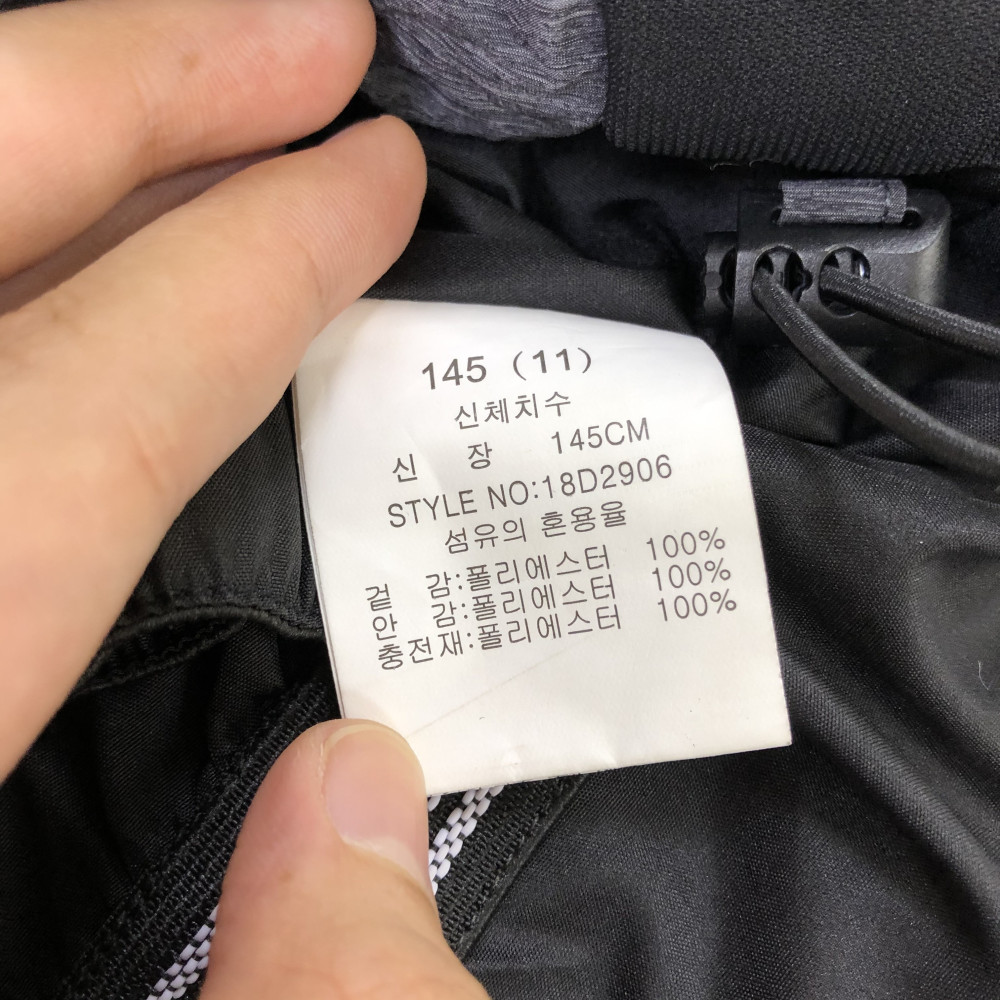 145 (11)
신체치수
신 장 145CM
STYLE NO:18D2906
섬유의 혼용율
겉 감:폴리에스터 100%
안 감:폴리에스터 100%
충전재:폴리에스터 100%